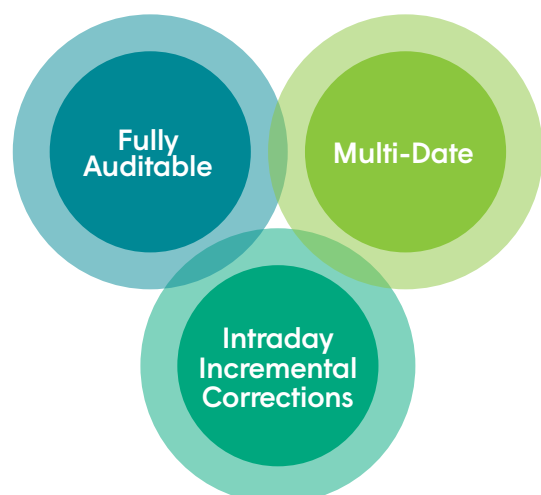 Fully
Auditable
Multi-Date
Intraday
Incremental
Corrections